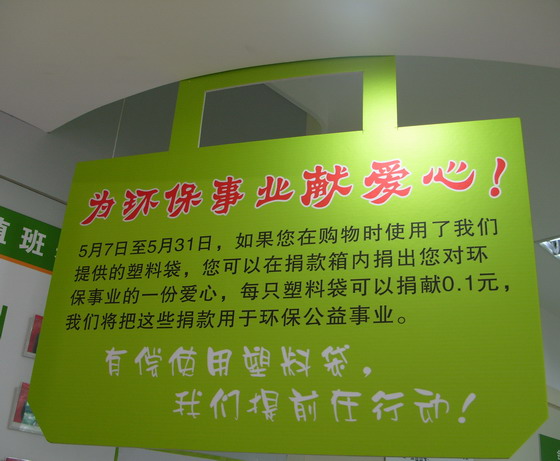 为环保事业献爱心！
5月7日至5月31日，如果您在购物时使用了我们
提供的塑料袋，您可以在捐款箱内捐出您对环
保事业的一份爱心，每只塑料袋可以捐献0.1元，
我们将把这些捐款用于环保公益事业。
有偿使用塑料袋，
我们提前在行动！
值班